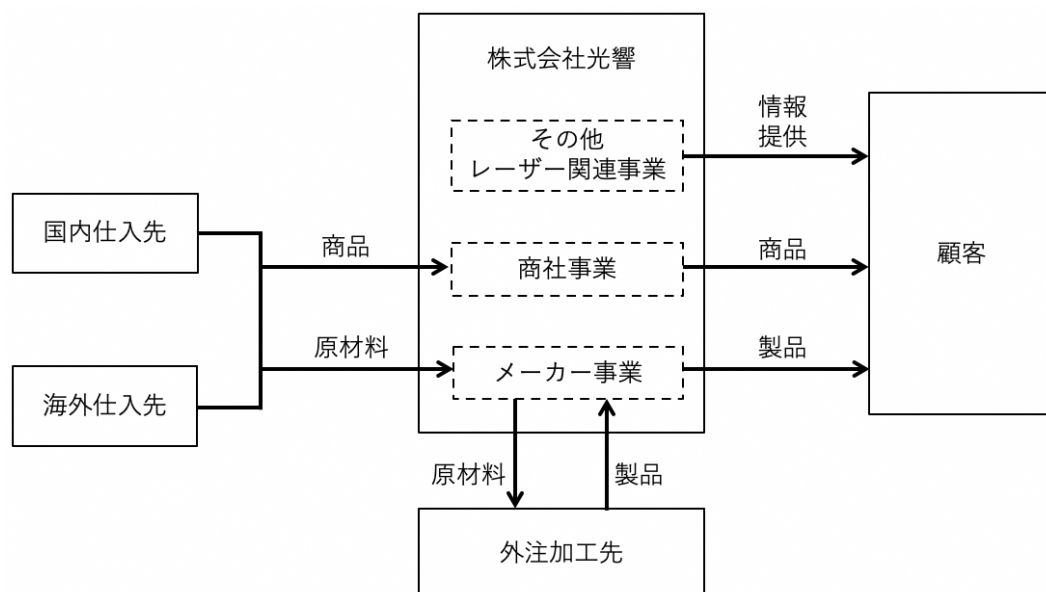 株式会社光響
情報
提供
その他
レーザー関連事業
国内仕入先
商品
商社事業
商品
顧客
原材料
メーカー事業
製品
海外仕入先
原材料
製品
外注加工先